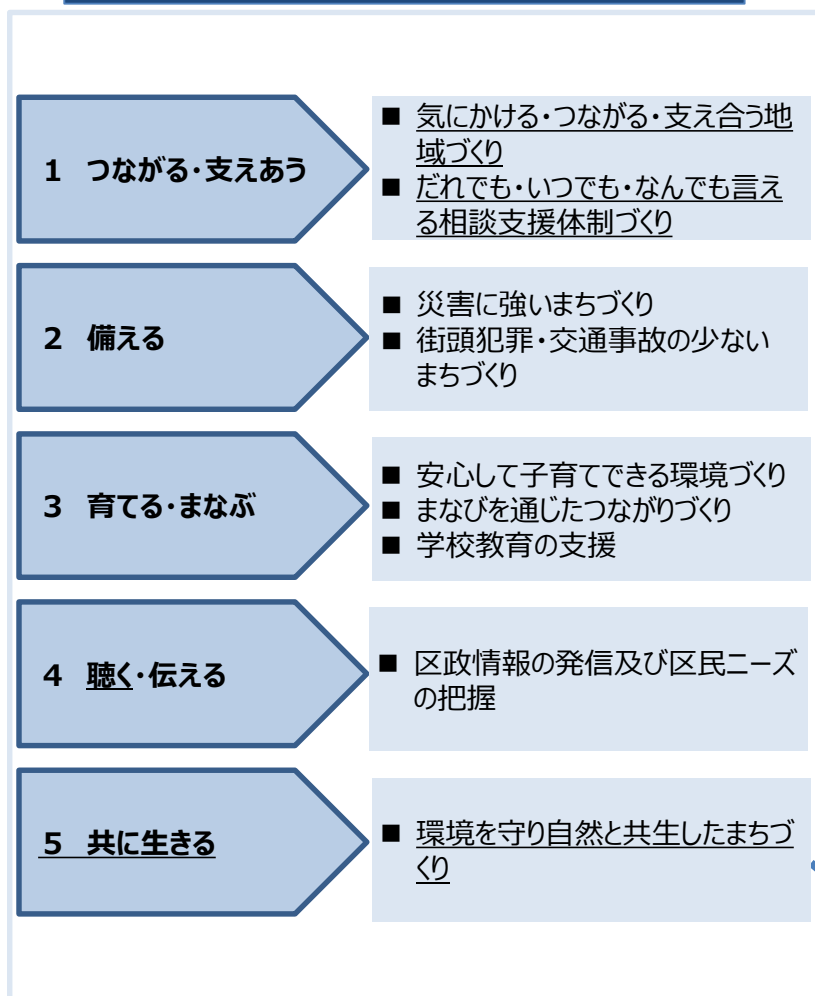 1 つながる・支えあう
■ 気にかける・つながる・支え合う地
域づくり
■ だれでも・いつでも・なんでも言え
る相談支援体制づくり
2 備える
■ 災害に強いまちづくり
■ 街頭犯罪・交通事故の少ない
まちづくり
3 育てる・まなぶ
■ 安心して子育てできる環境づくり
■ まなびを通じたつながりづくり
■ 学校教育の支援
4 聴く・伝える
■ 区政情報の発信及び区民ニーズ
の把握
5 共に生きる
■ 環境を守り自然と共生したまちづ
くり